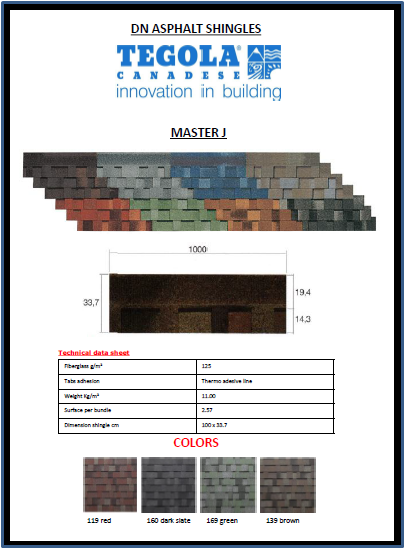 DN ASPHALT SHINGLES
TEGOLA®
CANADESE
innovation in building
MASTER J
1000
33,7
19,4
14,3
Technical data sheet
Fiberglass g/m² 125
Tabs adhesion Thermo adesive line
Weight Kg/m² 11.00
Surface per bundle 2.57
Dimension shingle cm 100 x 33.7
COLORS
119 red 160 dark slate 169 green 139 brown